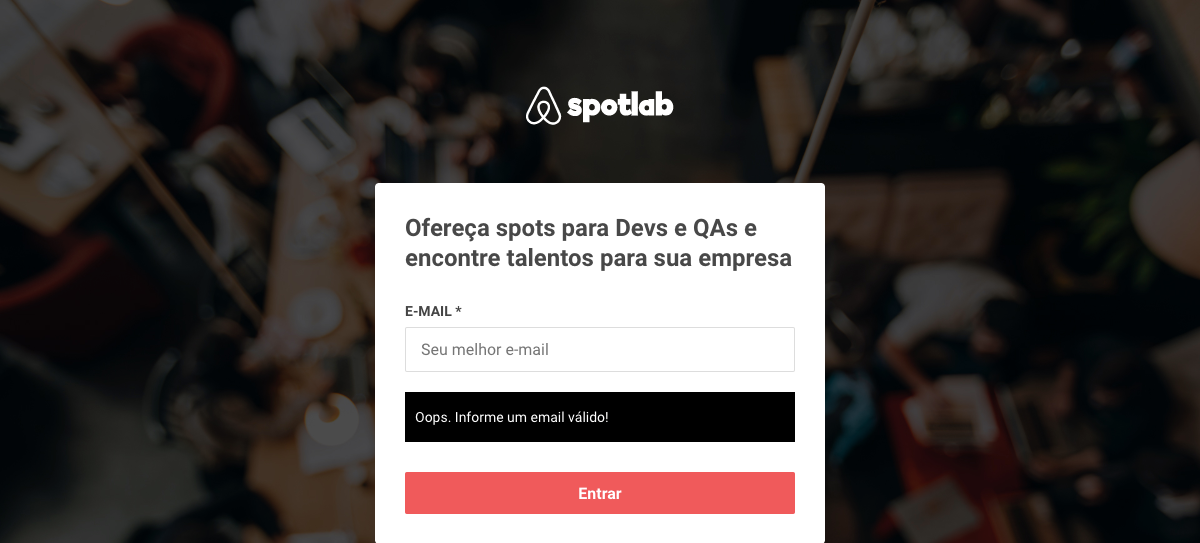 spotlab
Ofereça spots para Devs e QAs e
encontre talentos para sua empresa
E-MAIL *
Seu melhor e-mail
Oops. Informe um email válido!
Entrar